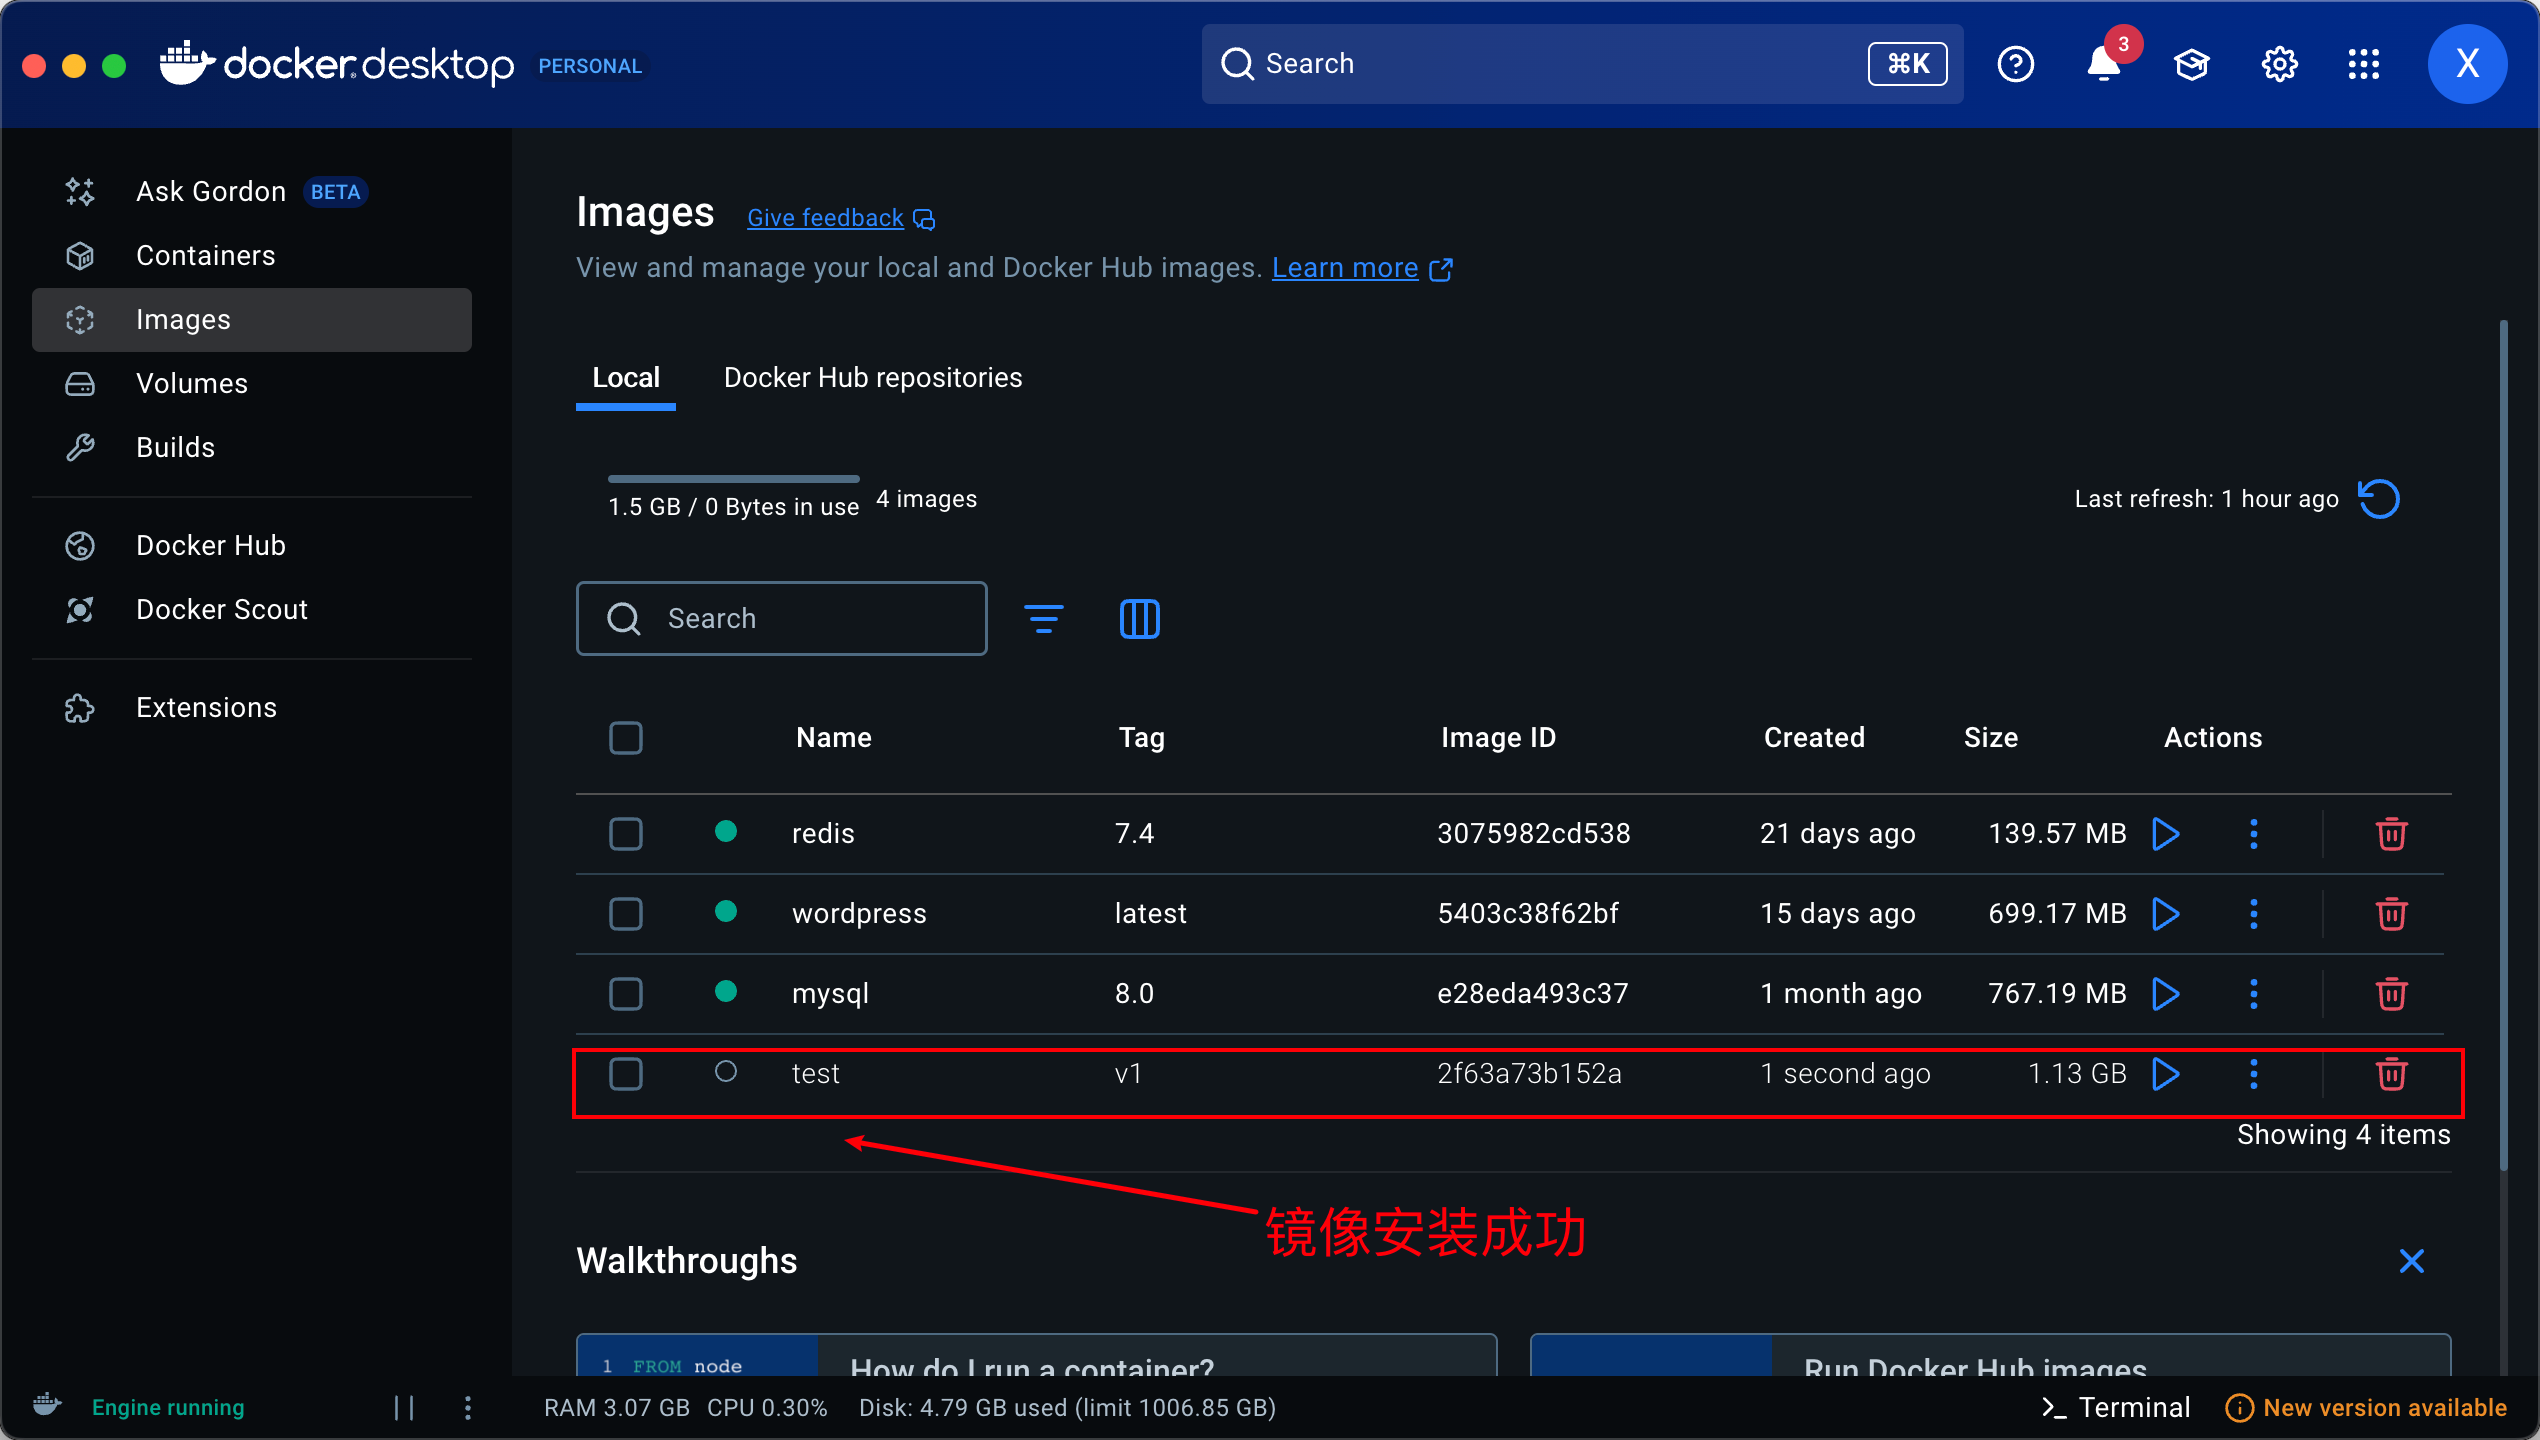 docker desktop PERSONAL
Search ⌘K
3
X
Ask Gordon BETA
Containers
Images
Volumes
Builds
Docker Hub
Docker Scout
Extensions
Images Give feedback
View and manage your local and Docker Hub images. Learn more
Local Docker Hub repositories
1.5 GB / 0 Bytes in use 4 images
Last refresh: 1 hour ago
Search
Name Tag Image ID Created Size Actions
redis 7.4 3075982cd538 21 days ago 139.57 MB
wordpress latest 5403c38f62bf 15 days ago 699.17 MB
mysql 8.0 e28eda493c37 1 month ago 767.19 MB
test v1 2f63a73b152a 1 second ago 1.13 GB
Showing 4 items
镜像安装成功
Walkthroughs
1 FROM node
How do I run a container?
Run Docker Hub images
Engine running
RAM 3.07 GB CPU 0.30% Disk: 4.79 GB used (limit 1006.85 GB)
Terminal
New version available